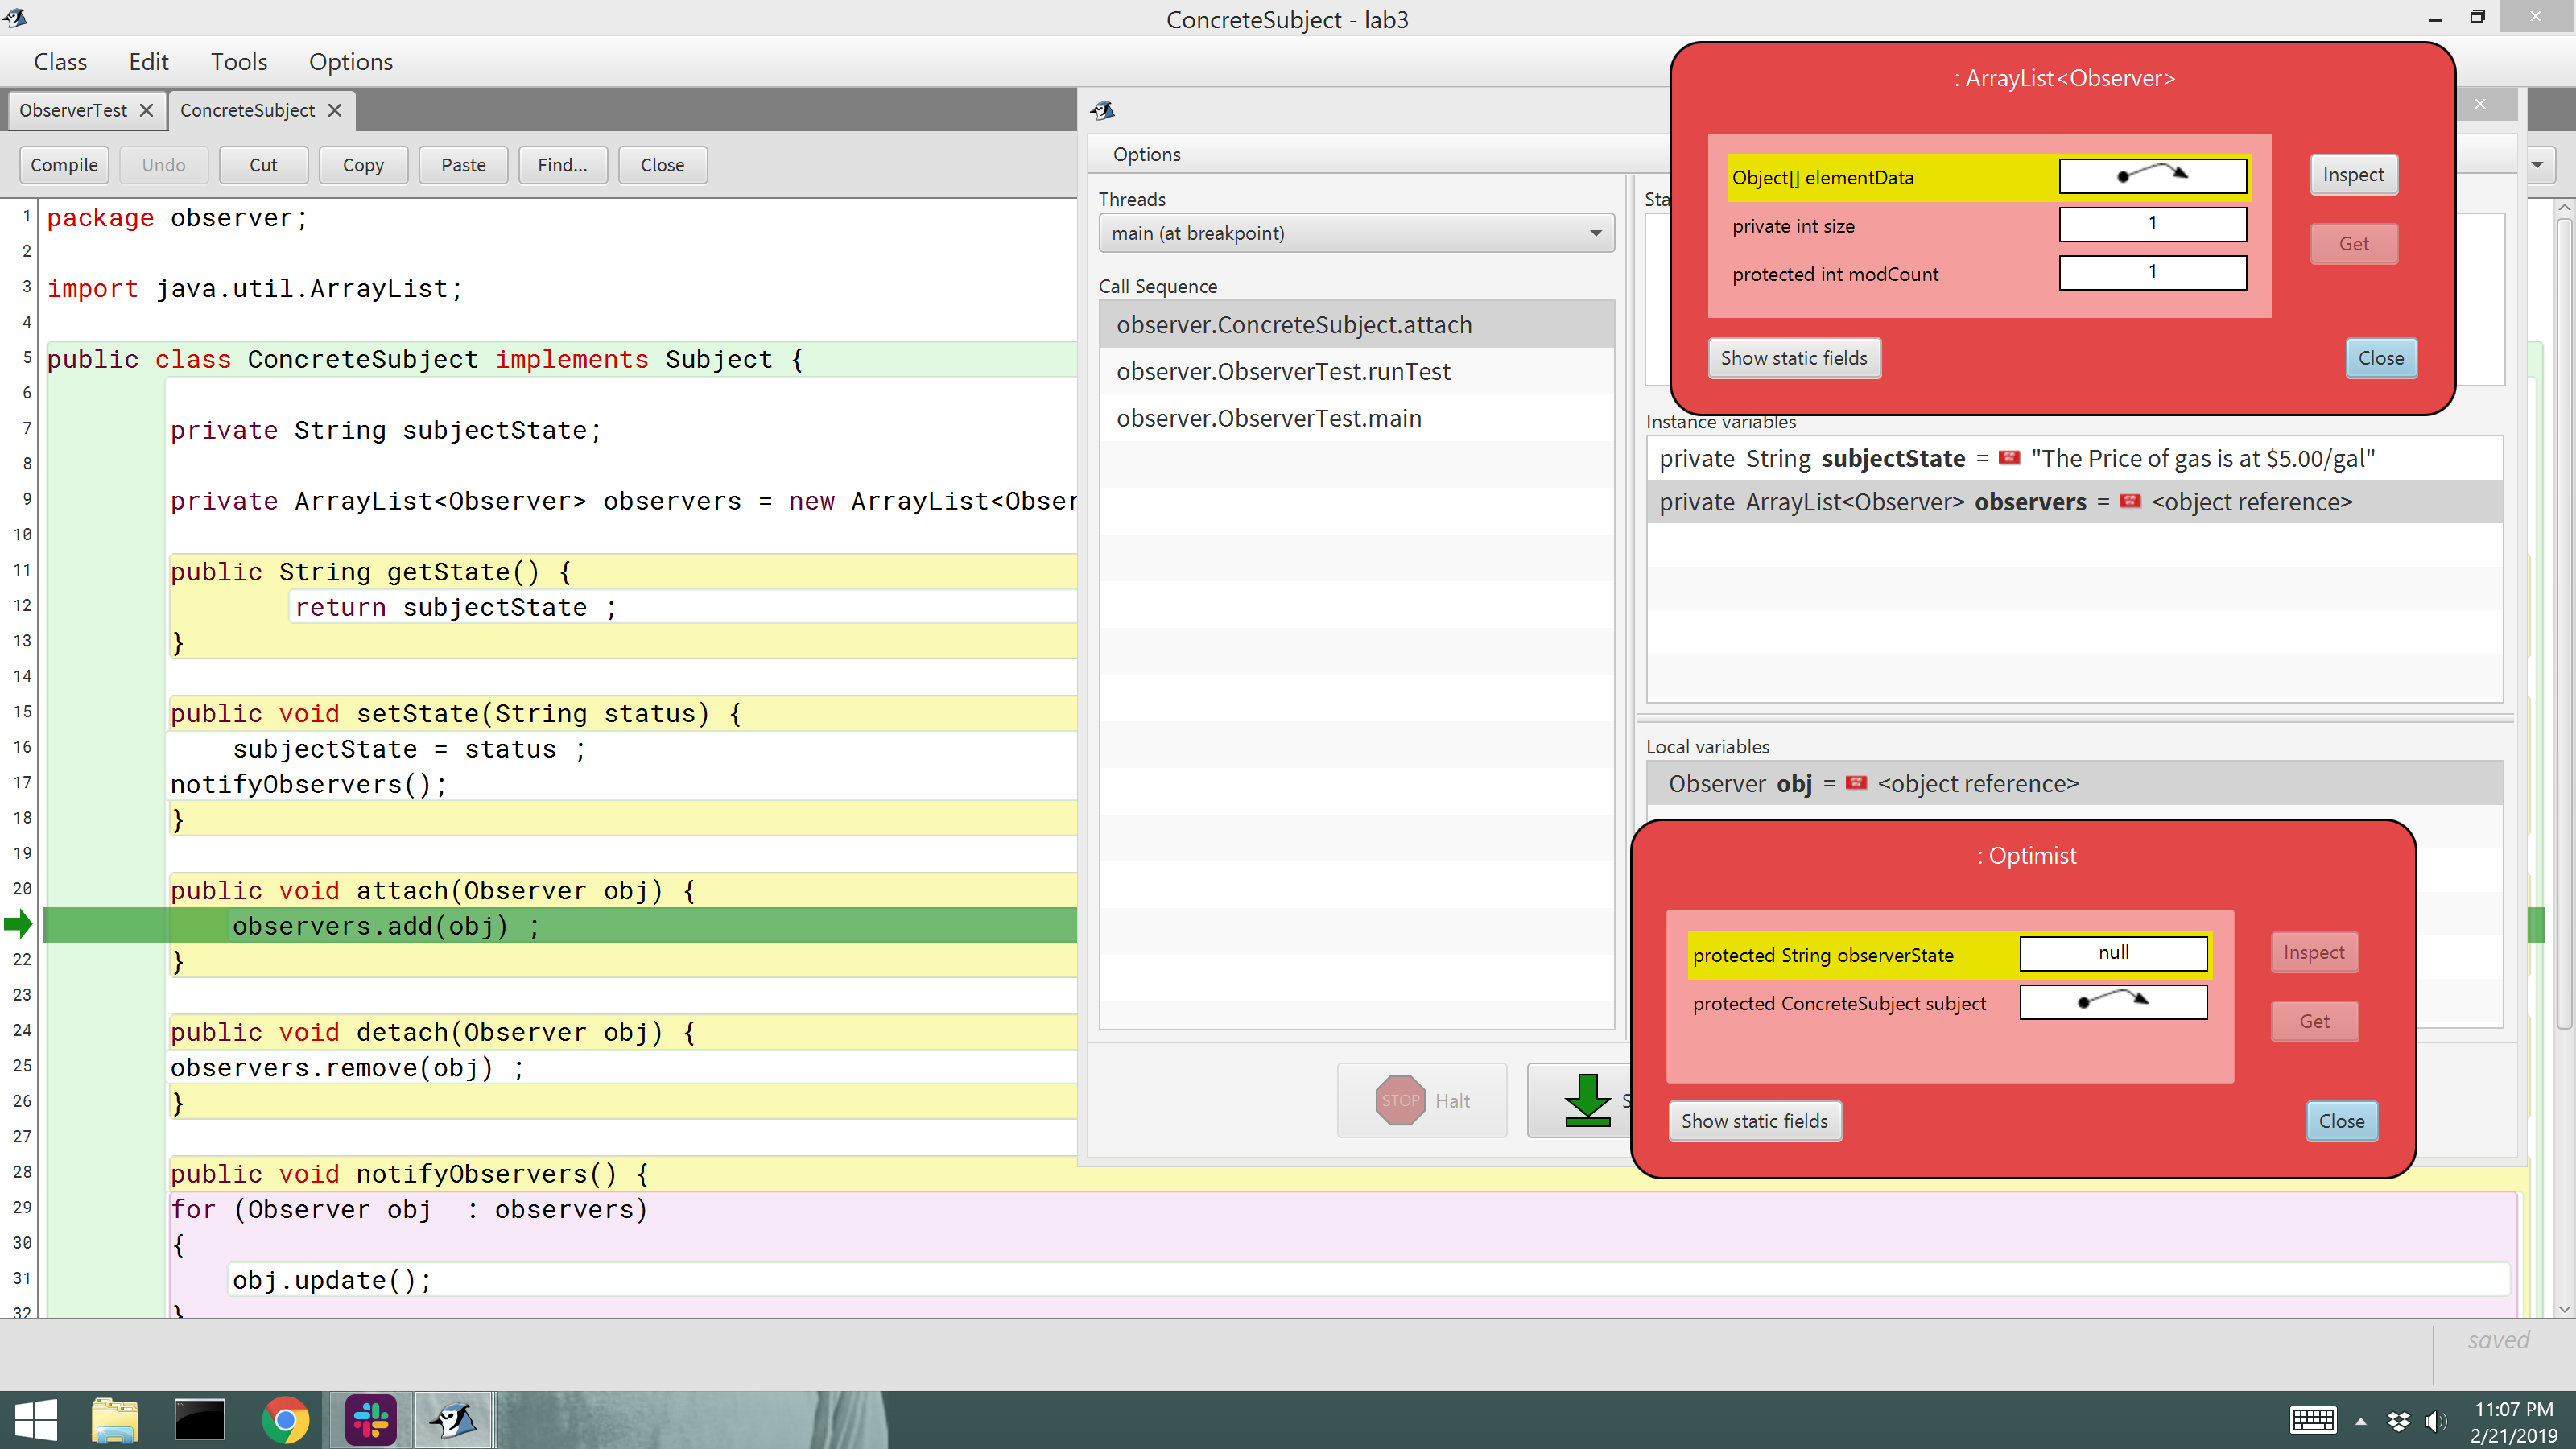 ConcreteSubject - lab3
Class Edit Tools Options
ObserverTest ConcreteSubject
Compile Undo Cut Copy Paste Find... Close
1 package observer;
2
3 import java.util.ArrayList;
4
5 public class ConcreteSubject implements Subject {
6
7 private String subjectState;
8
9 private ArrayList<Observer> observers = new ArrayList<Obser
10
11 public String getState() {
12 return subjectState ;
13 }
14
15 public void setState(String status) {
16 subjectState = status ;
17 notifyObservers();
18 }
19
20 public void attach(Observer obj) {
observers.add(obj) ;
22 }
23
24 public void detach(Observer obj) {
25 observers.remove(obj) ;
26 }
27
28 public void notifyObservers() {
29 for (Observer obj : observers)
30 {
31 obj.update();
32 }
Options
Threads
main (at breakpoint)
Call Sequence
observer.ConcreteSubject.attach
observer.ObserverTest.runTest
observer.ObserverTest.main
STOP Halt
Sta
: ArrayList<Observer>
Object[] elementData
private int size 1
protected int modCount 1
Inspect
Get
Show static fields
Close
Instance variables
private String subjectState = "The Price of gas is at $5.00/gal"
private ArrayList<Observer> observers = <object reference>
Local variables
Observer obj = <object reference>
: Optimist
protected String observerState null
protected ConcreteSubject subject
Inspect
Get
Show static fields
Close
saved
11:07 PM
2/21/2019